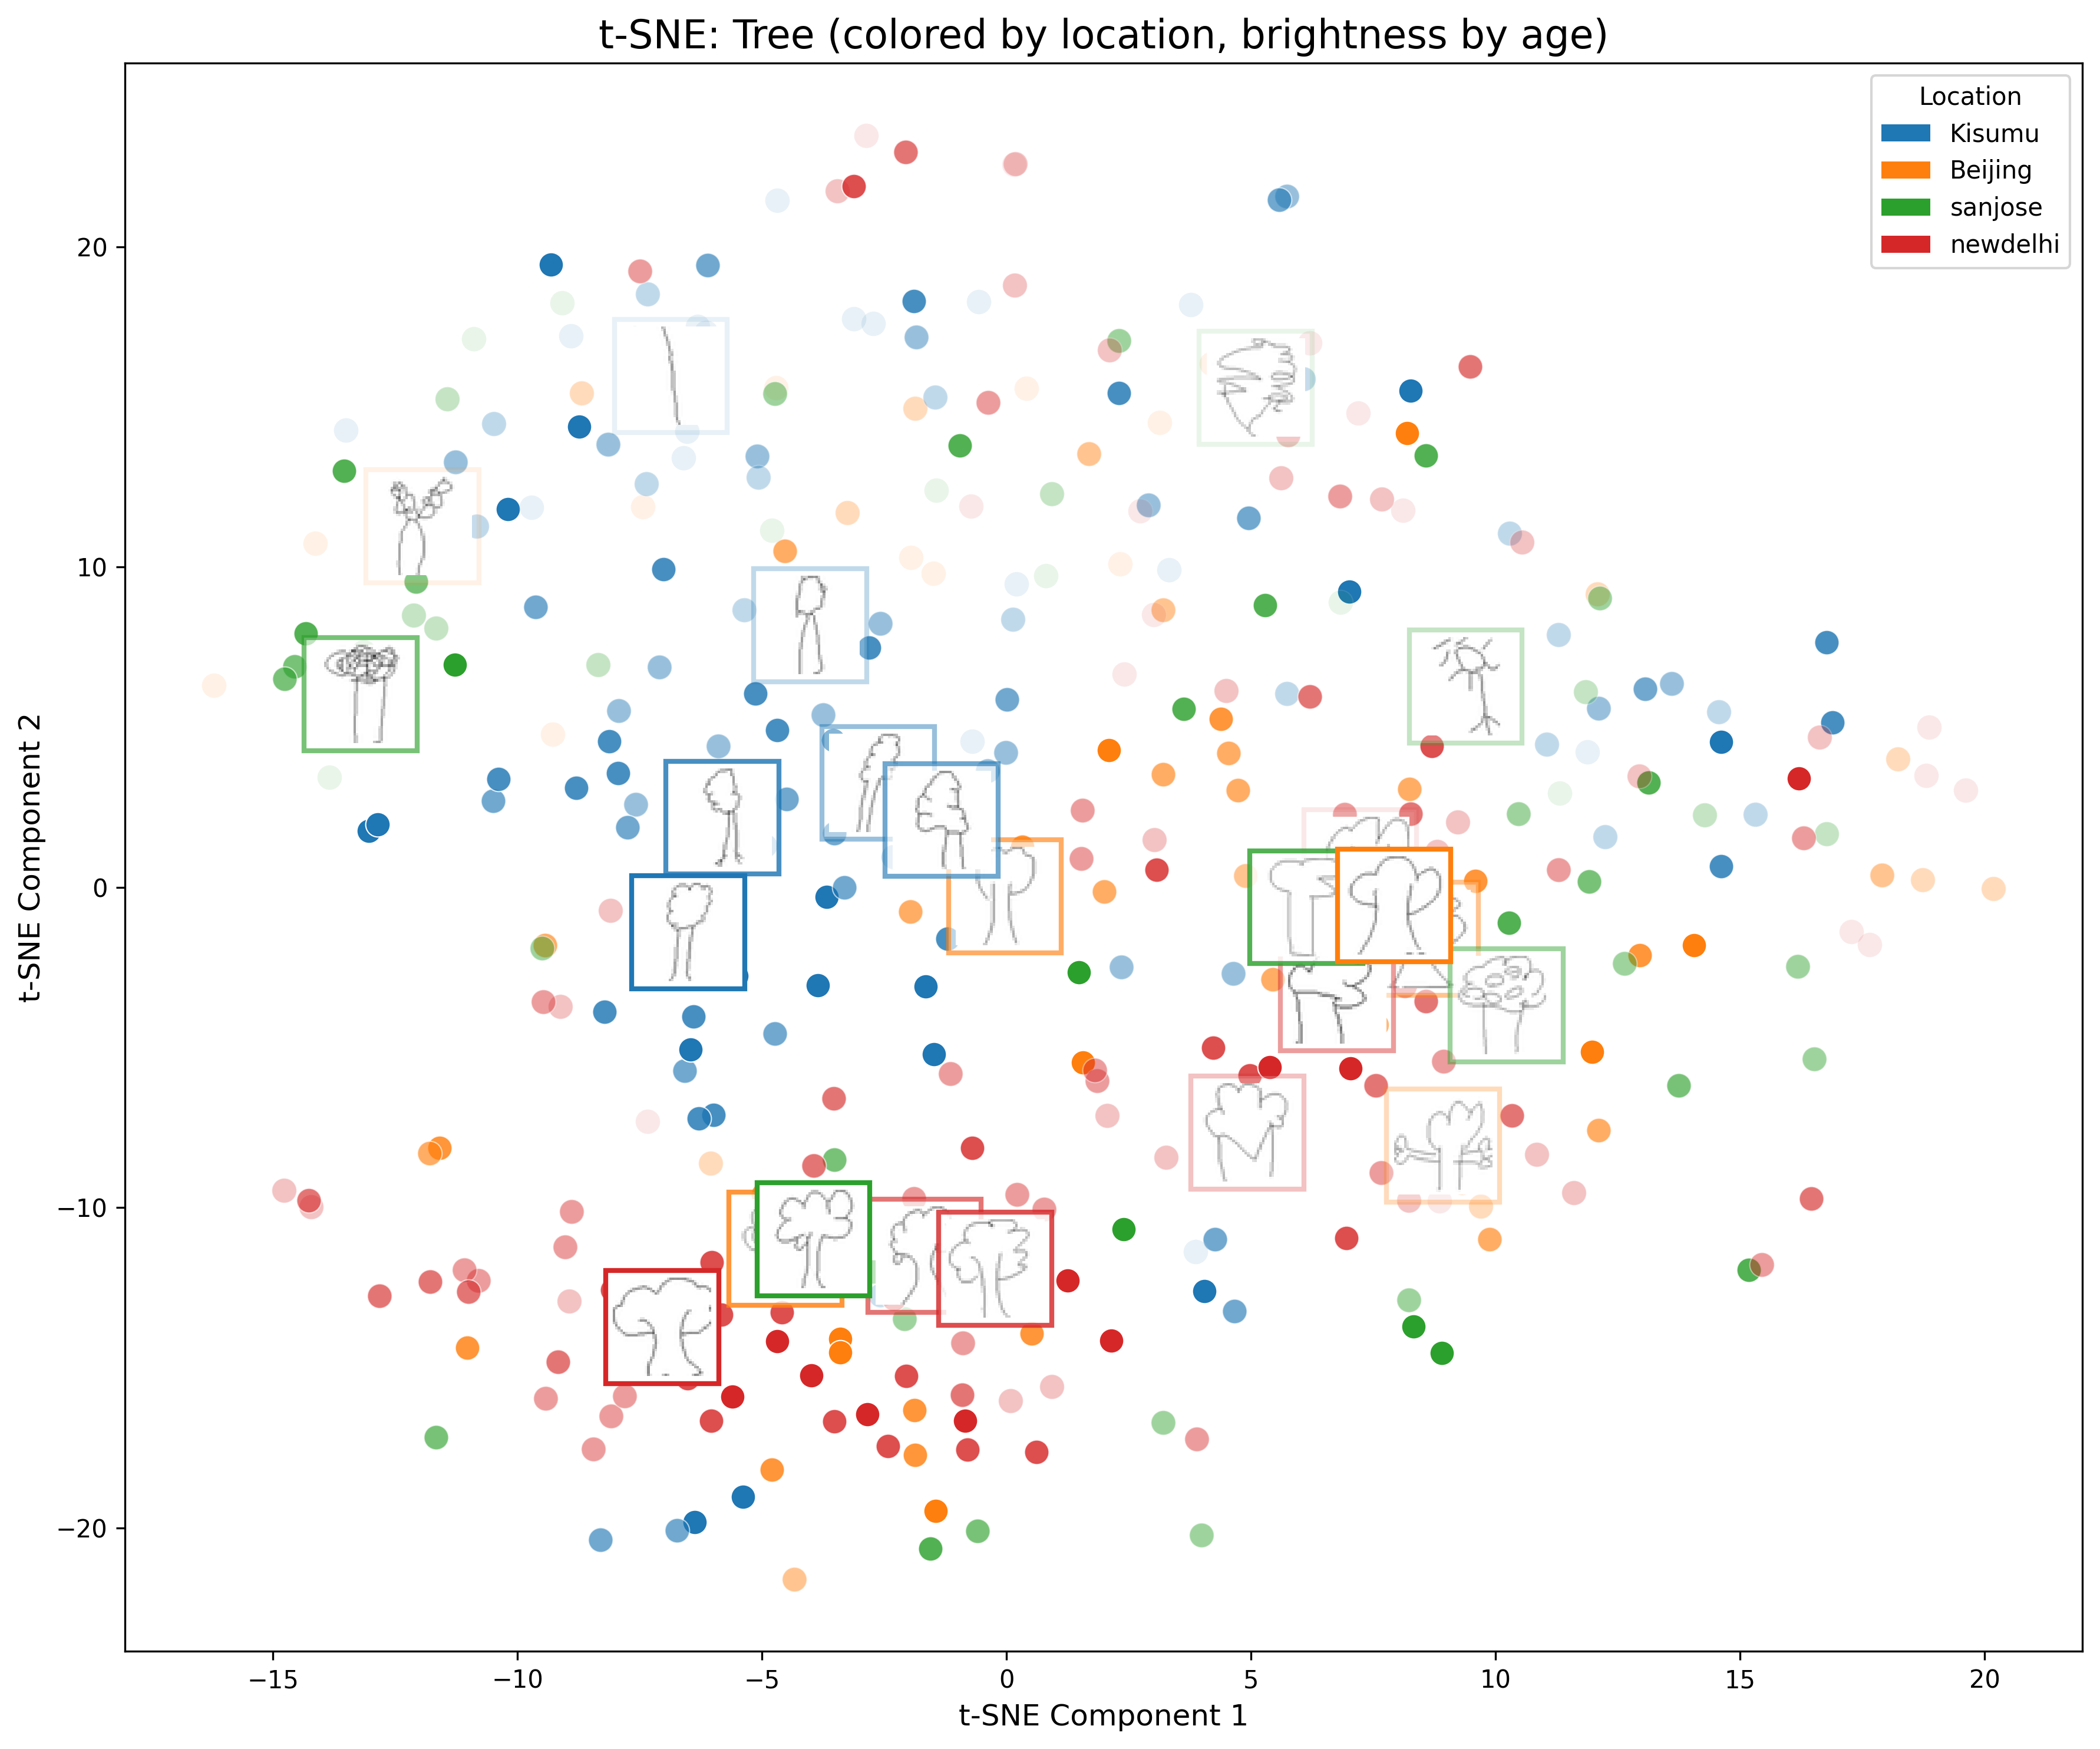 t-SNE: Tree (colored by location, brightness by age)
Location
Kisumu
Beijing
sanjose
newdelhi
20
10
0
−10
−20
t-SNE Component 2
−15
−10
−5
0
5
10
15
20
t-SNE Component 1